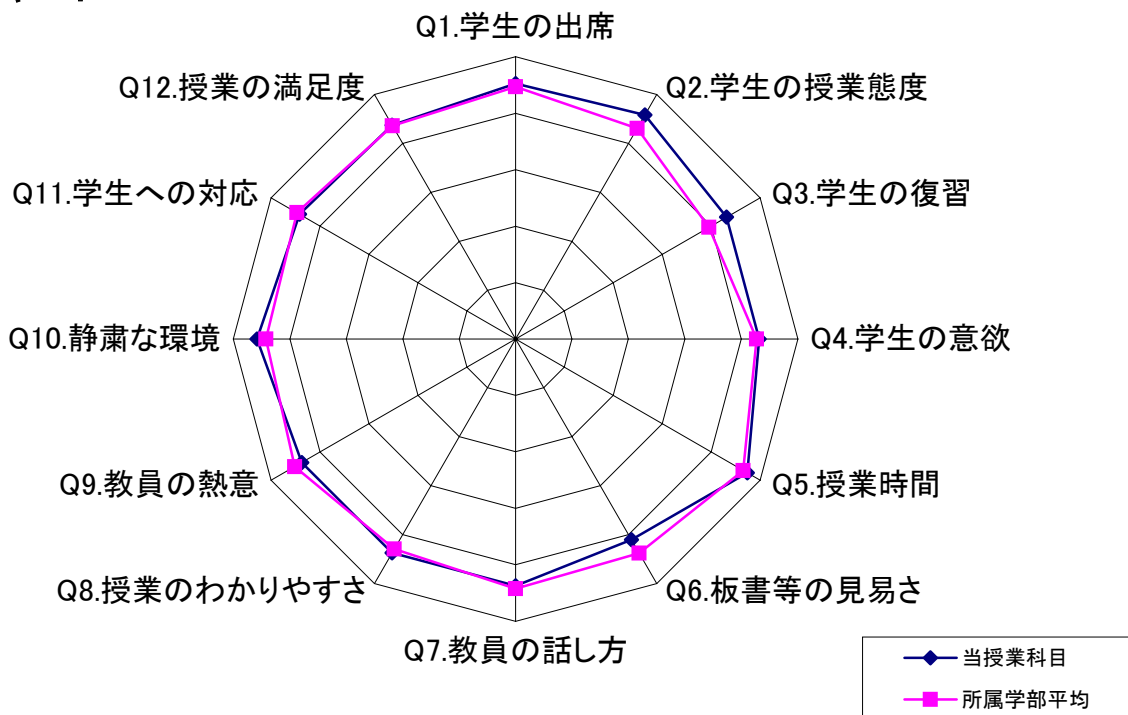 Q1.学生の出席
Q2.学生の授業態度
Q3.学生の復習
Q4.学生の意欲
Q5.授業時間
Q6.板書等の見易さ
Q7.教員の話し方
Q8.授業のわかりやすさ
Q9.教員の熱意
Q10.静粛な環境
Q11.学生への対応
Q12.授業の満足度
当授業科目
所属学部平均